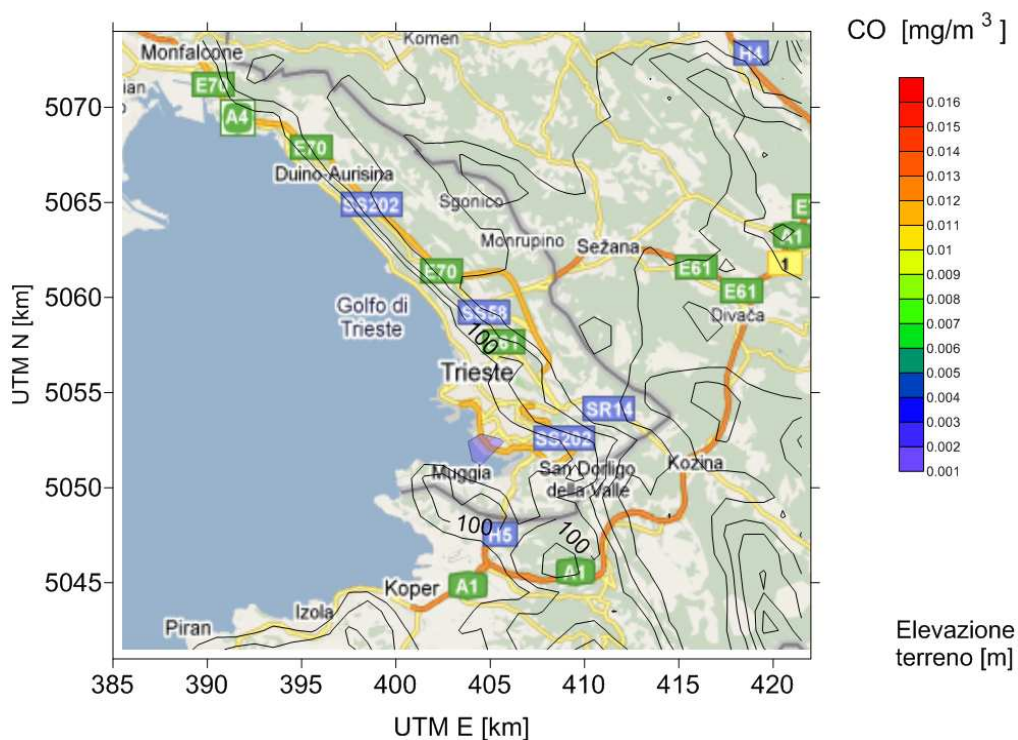 CO [mg/m 3 ]
0.016
0.015
0.014
0.013
0.012
0.011
0.01
0.009
0.008
0.007
0.006
0.005
0.004
0.003
0.002
0.001
Elevazione
terreno [m]
UTM N [km]
5070
5065
5060
5055
5050
5045
385
390
395
400
405
410
415
420
UTM E [km]
Komen
Monfalcone
H4
E70
A4
E70
Duino-Aurisina
SS202
Sgonico
Monrupino
Sežana
A1
1
E70
E61
E61
Golfo di
Trieste
SS58
Divača
100
Trieste
SR14
SS202
Muggia
San Dorligo
della Valle
Kozina
100
H5
100
A1
A1
Koper
Izola
Piran